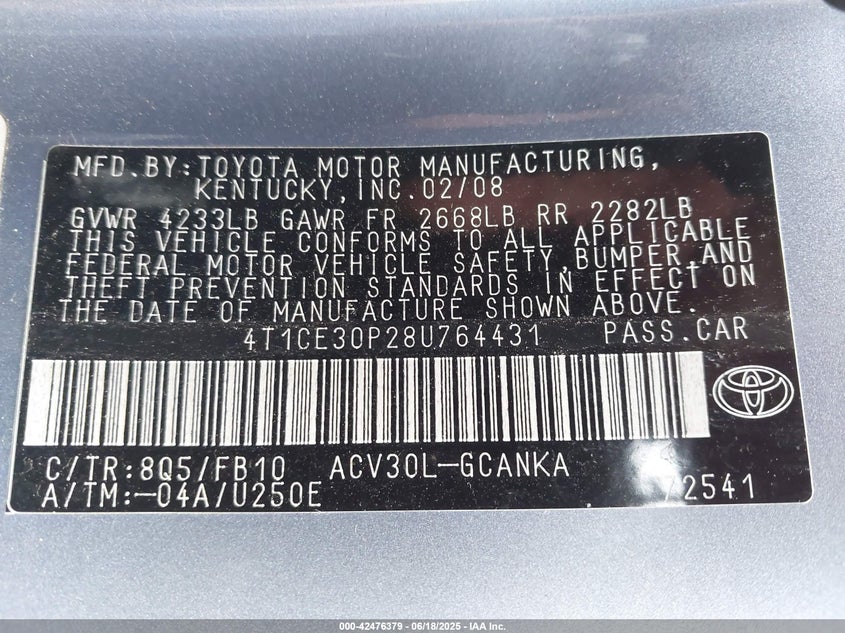 MFD.BY:TOYOTA MOTOR MANUFACTURING,
KENTUCKY,INC.02/08
GVWR 4233LB GAWR FR 2668LB RR 2282LB
THIS VEHICLE CONFORMS TO ALL APPLICABLE
FEDERAL MOTOR VEHICLE SAFETY,BUMPER,AND
THEFT PREVENTION STANDARDS IN EFFECT ON
THE DATE OF MANUFACTURE SHOWN ABOVE.
4T1CE30P28U764431 PASS.CAR
C/TR:8Q5/FB10 ACV30L-GCANKA
A/TM:-04A/U250E 72541
000-42476379 - 06/18/2025 - IAA Inc.